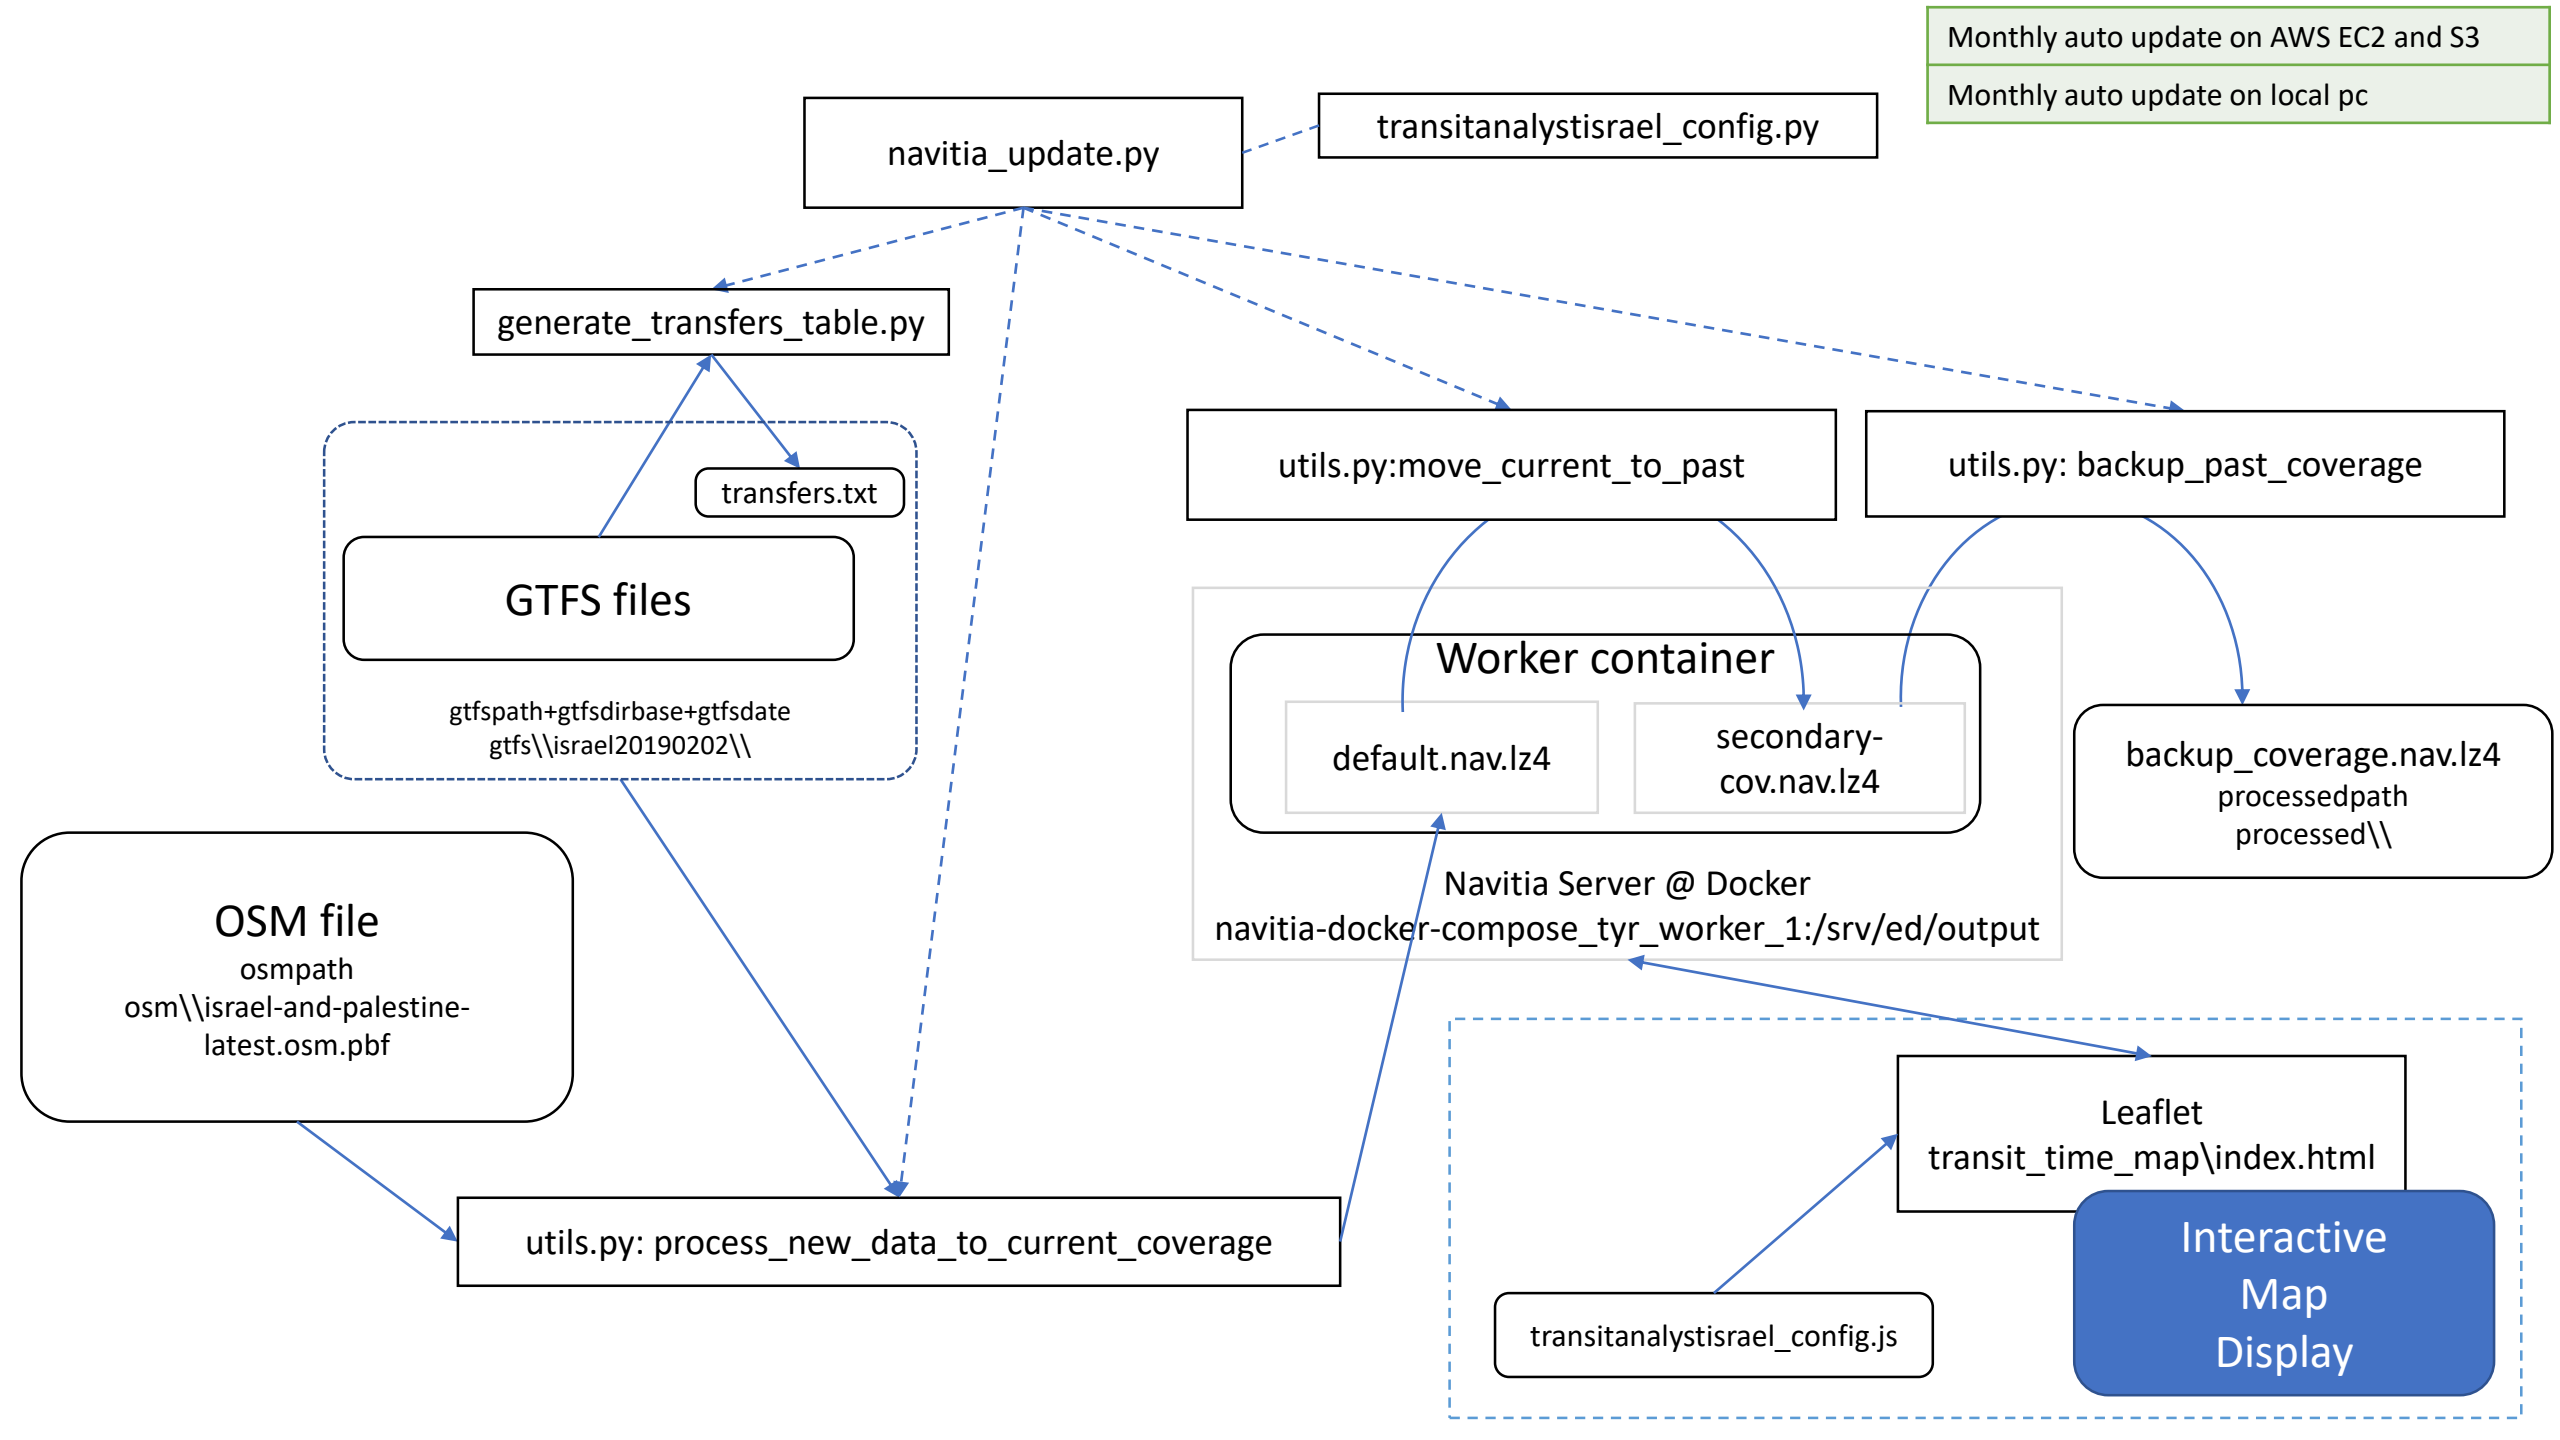 Monthly auto update on AWS EC2 and S3
Monthly auto update on local pc
navitia_update.py
transitanalystisrael_config.py
generate_transfers_table.py
transfers.txt
GTFS files
gtfspath+gtfsdirbase+gtfsdate
gtfs\\israel20190202\\
utils.py:move_current_to_past
utils.py: backup_past_coverage
Worker container
default.nav.lz4
secondary-
cov.nav.lz4
Navitia Server @ Docker
navitia-docker-compose_tyr_worker_1:/srv/ed/output
backup_coverage.nav.lz4
processedpath
processed\\
OSM file
osmpath
osm\\israel-and-palestine-
latest.osm.pbf
utils.py: process_new_data_to_current_coverage
Leaflet
transit_time_map\index.html
transitanalystisrael_config.js
Interactive
Map
Display